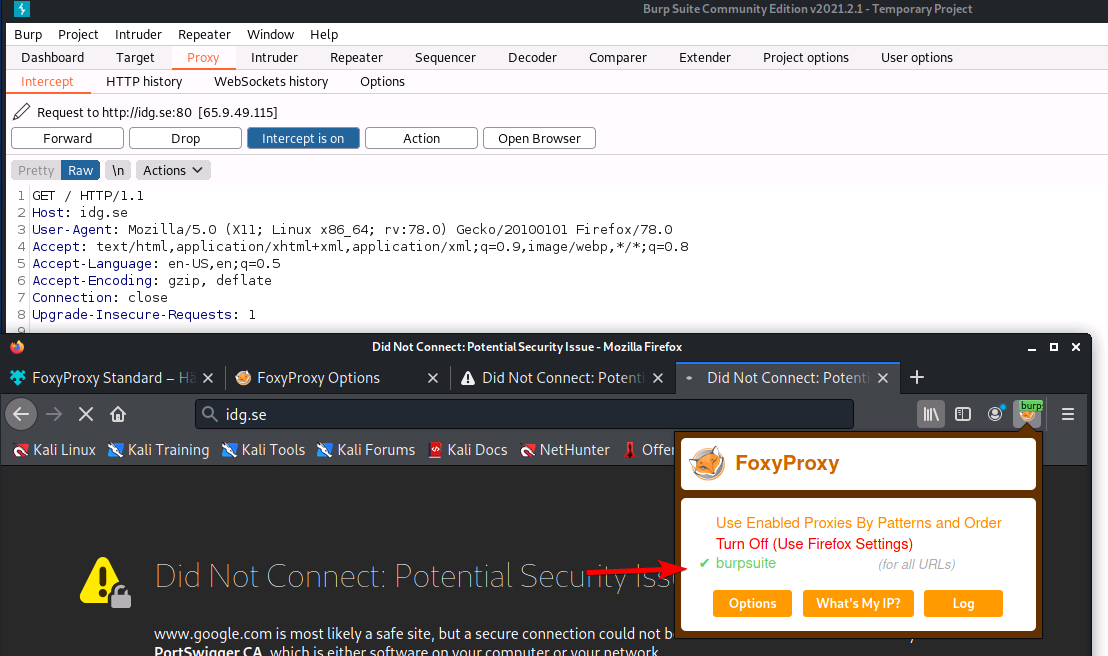 Burp Suite Community Edition v2021.2.1 - Temporary Project
Burp Project Intruder Repeater Window Help
Dashboard Target Proxy Intruder Repeater Sequencer Decoder Comparer Extender Project options User options
Intercept HTTP history WebSockets history Options
Request to http://idg.se:80 [65.9.49.115]
Forward Drop Intercept is on Action Open Browser
Pretty Raw \n Actions
1 GET / HTTP/1.1
2 Host: idg.se
3 User-Agent: Mozilla/5.0 (X11; Linux x86_64; rv:78.0) Gecko/20100101 Firefox/78.0
4 Accept: text/html,application/xhtml+xml,application/xml;q=0.9,image/webp,*/*;q=0.8
5 Accept-Language: en-US,en;q=0.5
6 Accept-Encoding: gzip, deflate
7 Connection: close
8 Upgrade-Insecure-Requests: 1
9
Did Not Connect: Potential Security Issue - Mozilla Firefox
FoxyProxy Standard – Hä FoxyProxy Options Did Not Connect: Potenti Did Not Connect: Potenti
idg.se
burps
Kali Linux Kali Training Kali Tools Kali Forums Kali Docs NetHunter Offen
FoxyProxy
Use Enabled Proxies By Patterns and Order
Turn Off (Use Firefox Settings)
burpsuite (for all URLs)
Options What's My IP? Log
Did Not Connect: Potential Security Issu
www.google.com is most likely a safe site, but a secure connection could not b
PortSwigger CA, which is either software on your computer or your network.